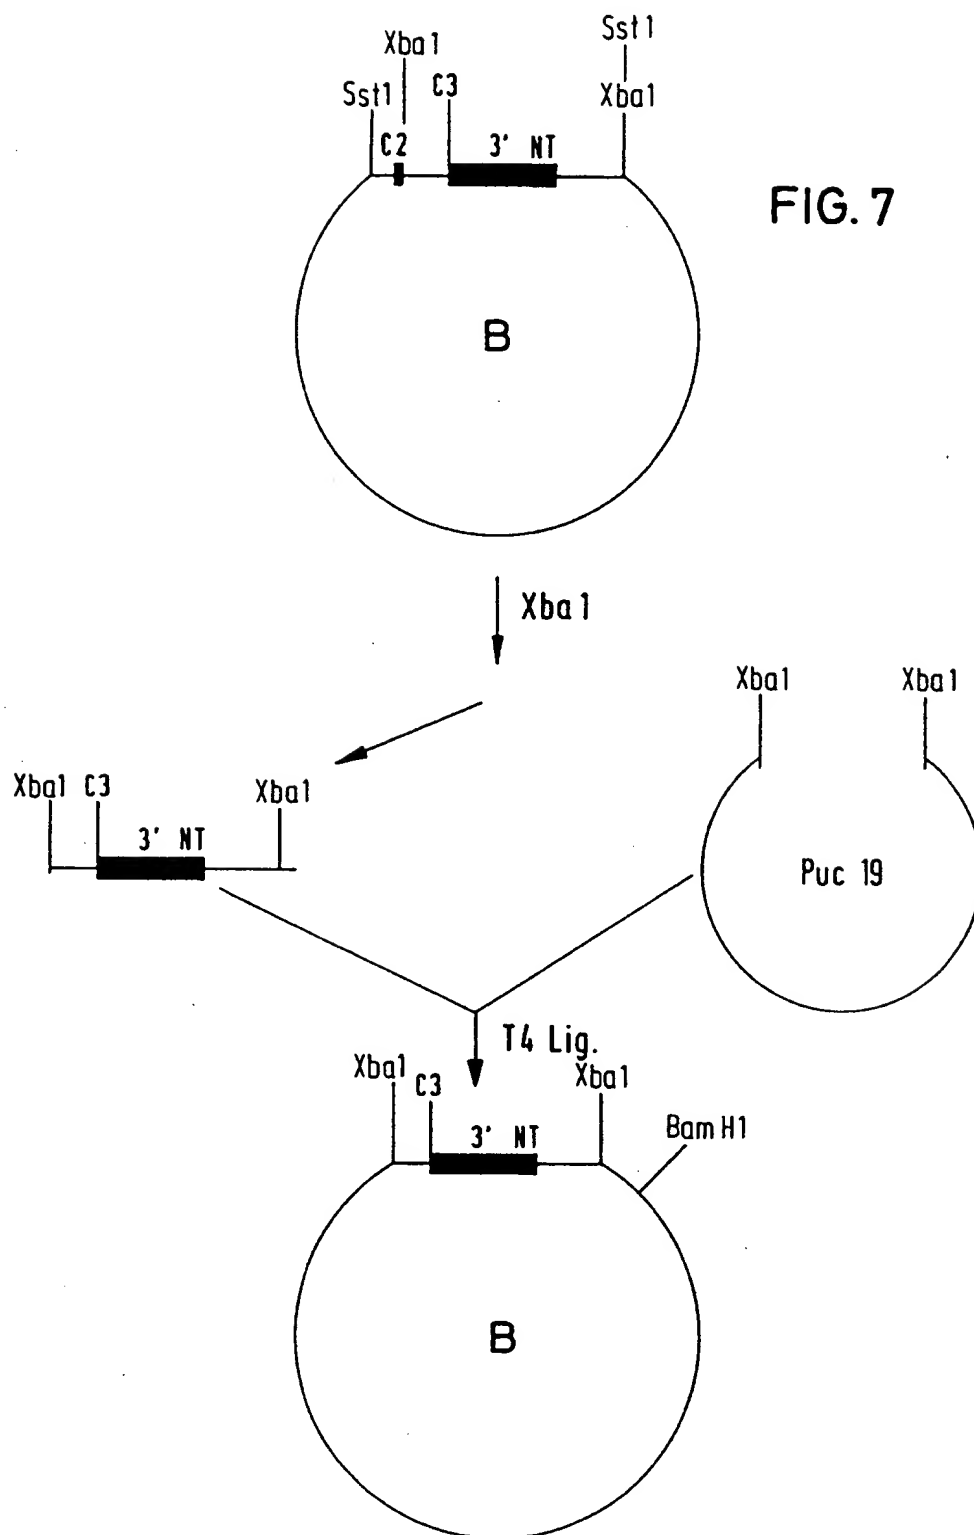 Sst1
Xba1
C3
Sst1
Xba1
C2
3' NT
FIG. 7
B
Xba1
Xba1
Xba1
Xba1 C3
Xba1
3' NT
Puc 19
T4 Lig.
Xba1
C3
Xba1
3' NT
Bam H1
B